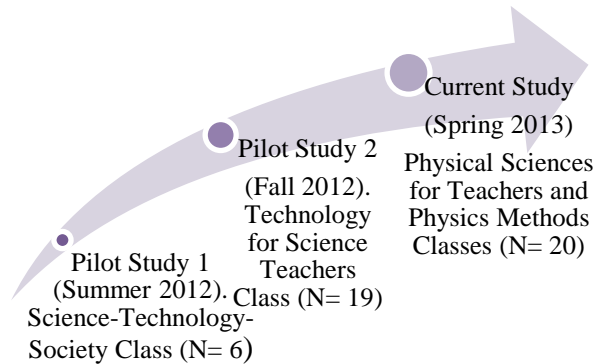 Pilot Study 1
(Summer 2012).
Science-Technology-
Society Class (N= 6)
Pilot Study 2
(Fall 2012).
Technology
for Science
Teachers
Class (N= 19)
Current Study
(Spring 2013)
Physical Sciences
for Teachers and
Physics Methods
Classes (N= 20)